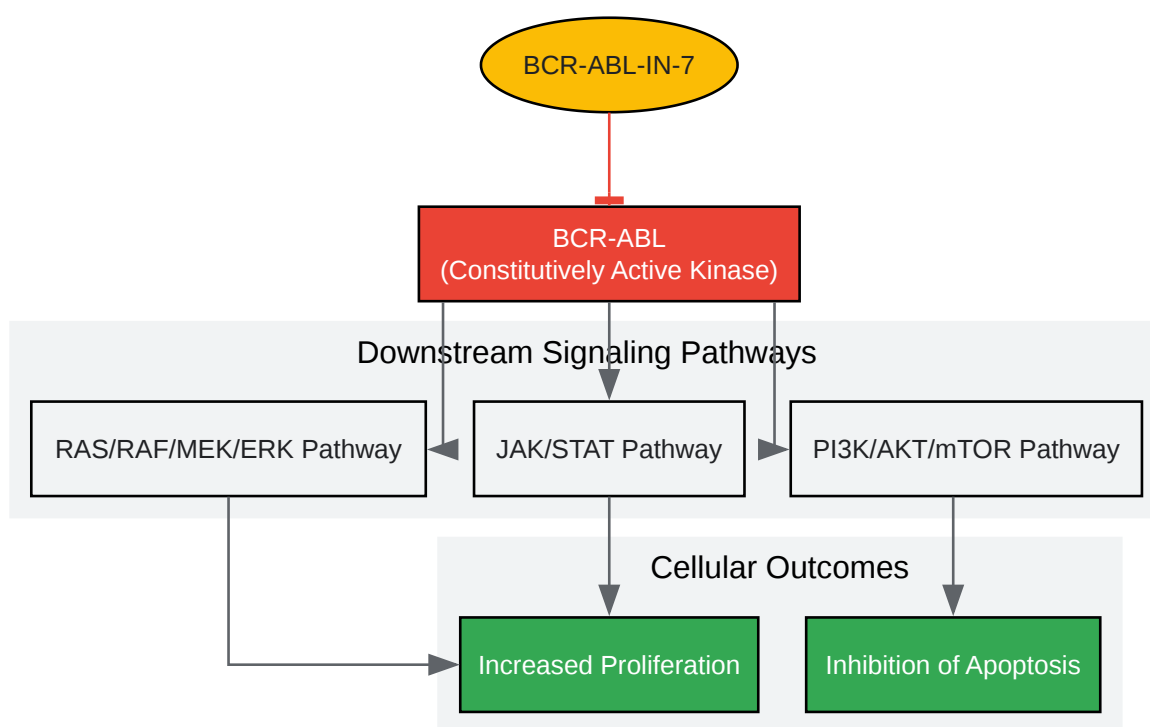 BCR-ABL-IN-7
BCR-ABL
(Constitutively Active Kinase)
Downstream Signaling Pathways
RAS/RAF/MEK/ERK Pathway
JAK/STAT Pathway
PI3K/AKT/mTOR Pathway
Cellular Outcomes
Increased Proliferation
Inhibition of Apoptosis